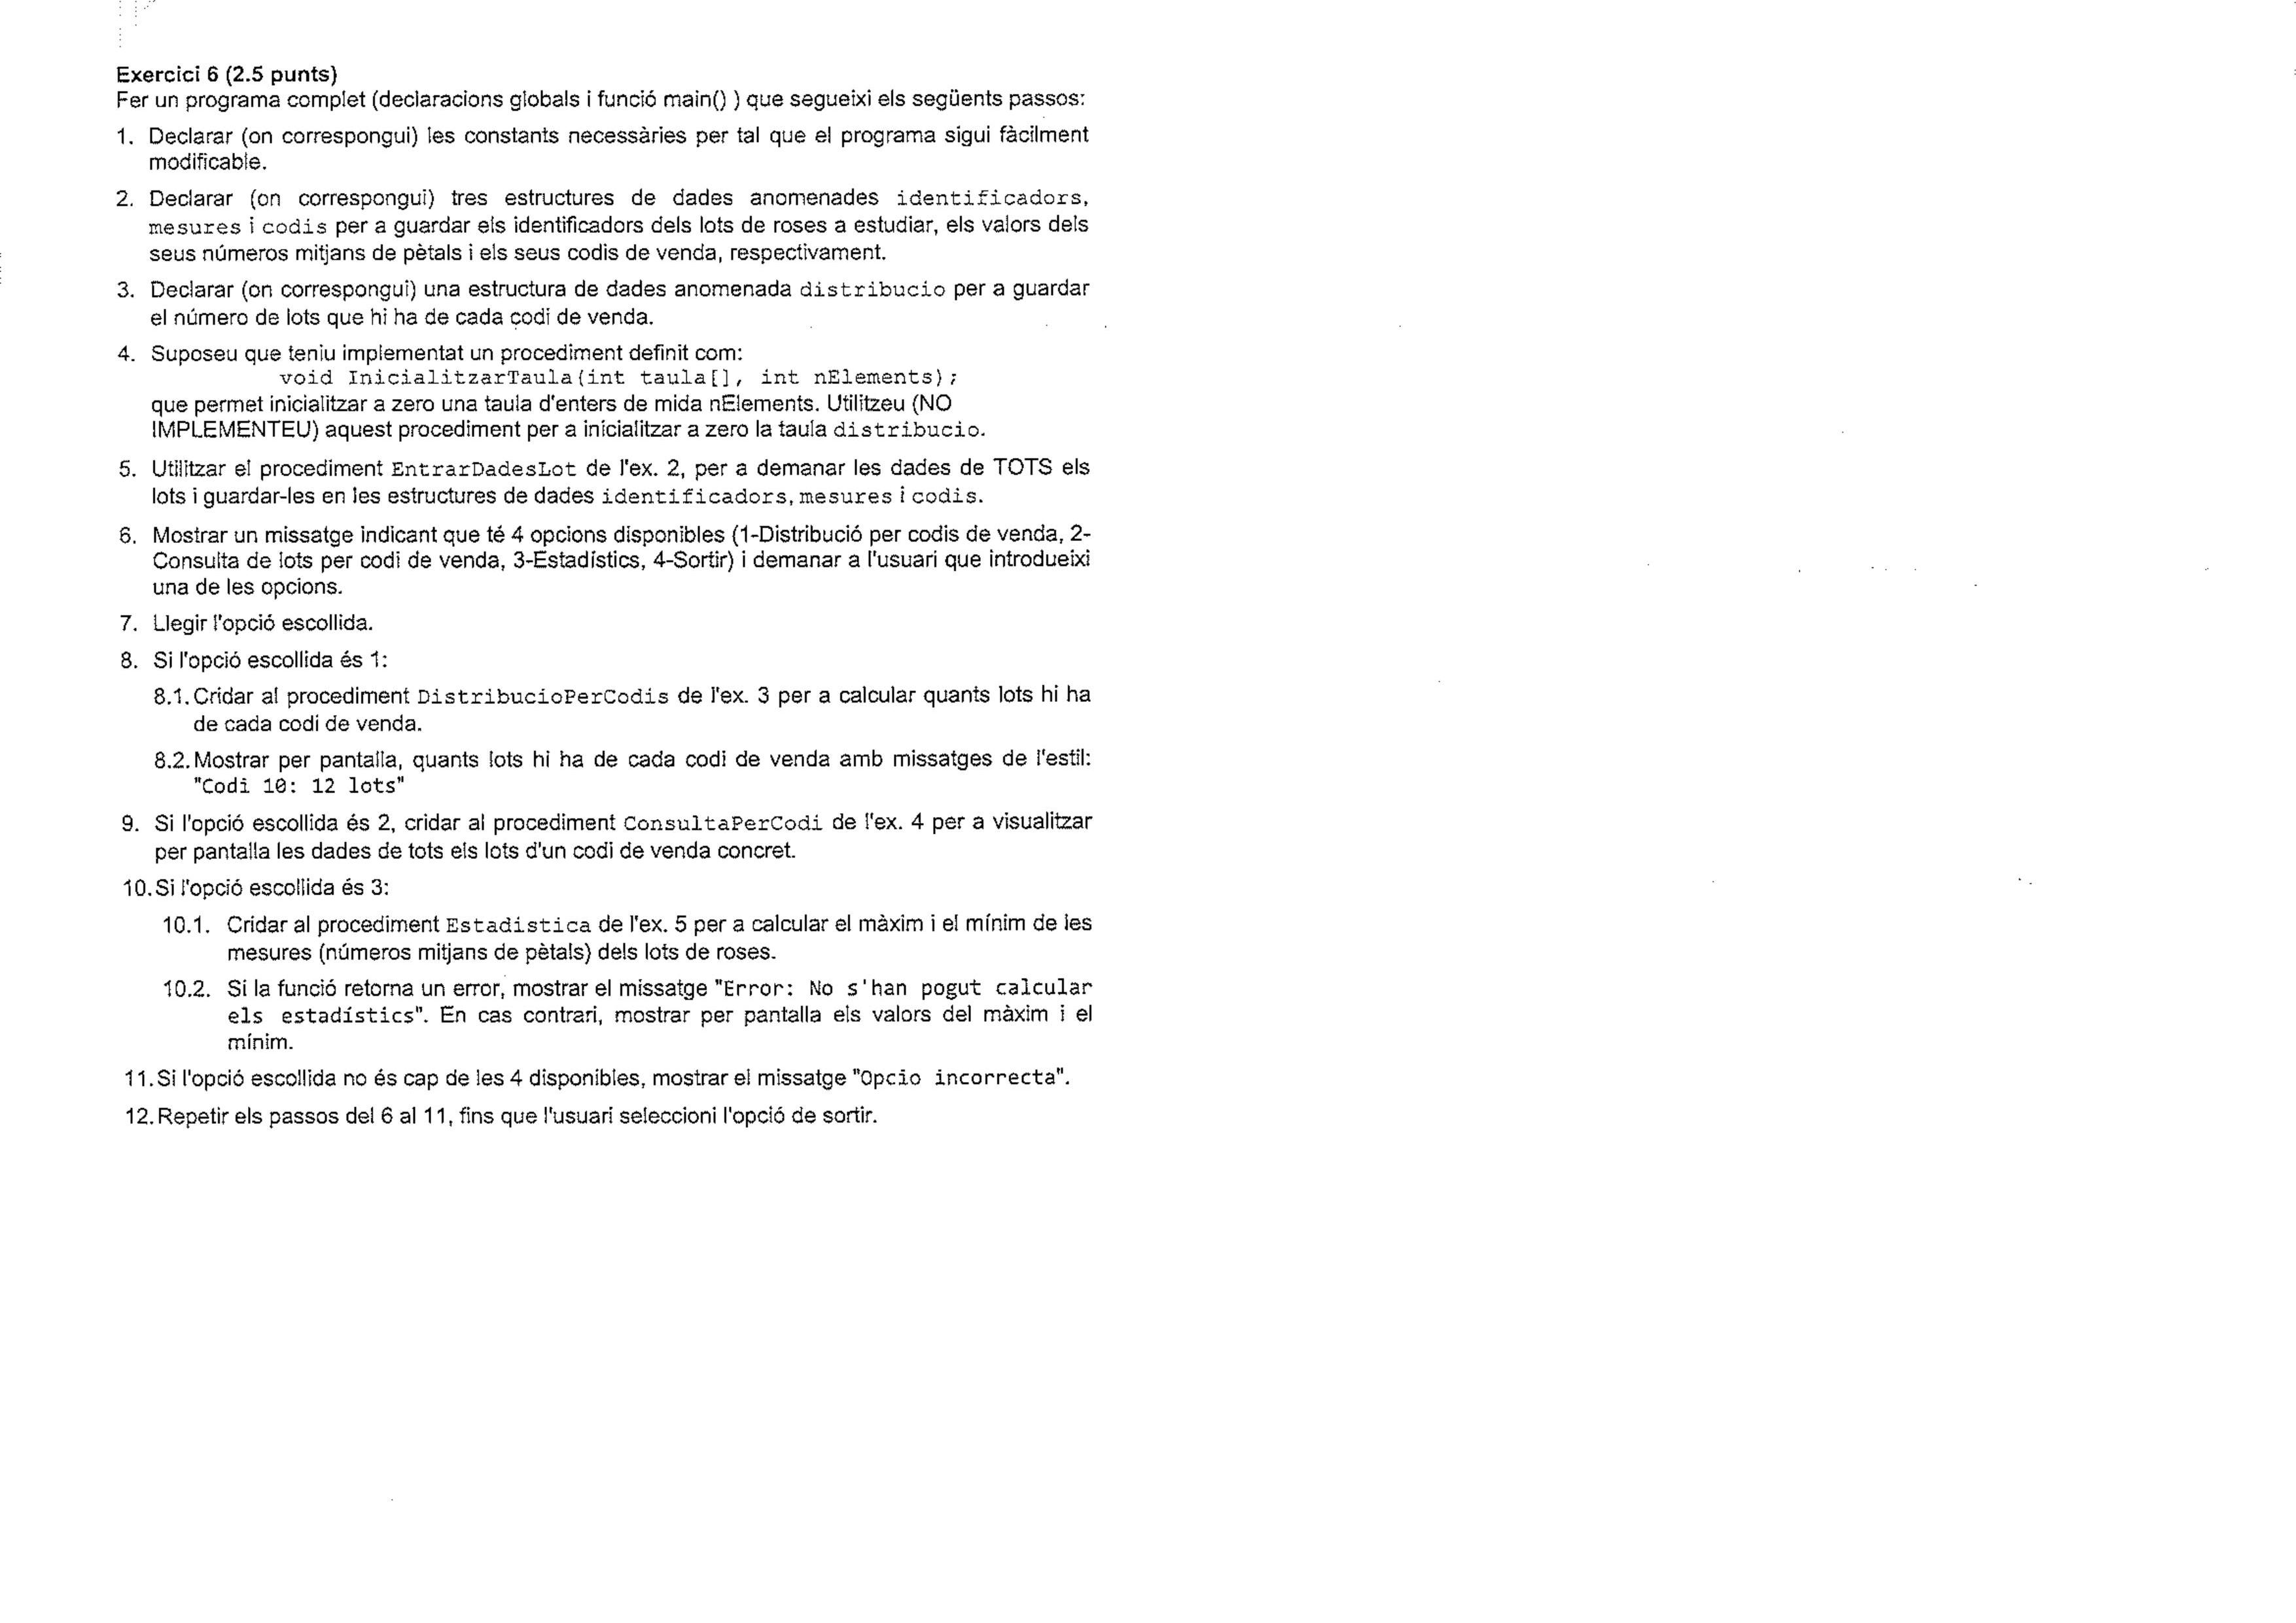 Exercici 6 (2.5 punts)
Fer un programa complet (declaracions globals i funció main() ) que segueixi els següents passos:
1. Declarar (on correspongui) les constants necessàries per tal que el programa sigui fàcilment
modificable.
2. Declarar (on correspongui) tres estructures de dades anomenades identificadors,
mesures i codis per a guardar els identificadors dels lots de roses a estudiar, els valors dels
seus números mitjans de pètals i els seus codis de venda, respectivament.
3. Declarar (on correspongui) una estructura de dades anomenada distribucio per a guardar
el número de lots que hi ha de cada codi de venda.
4. Suposeu que teniu implementat un procediment definit com:
void InicialitzarTaula(int taula[], int nElements);
que permet inicialitzar a zero una taula d'enters de mida nElements. Utilitzeu (NO
IMPLEMENTEU) aquest procediment per a inicialitzar a zero la taula distribucio.
5. Utilitzar el procediment EntrarDadesLot de l'ex. 2, per a demanar les dades de TOTS els
lots i guardar-les en les estructures de dades identificadors, mesures i codis.
6. Mostrar un missatge indicant que té 4 opcions disponibles (1-Distribució per codis de venda, 2-
Consulta de lots per codi de venda, 3-Estadístics, 4-Sortir) i demanar a l'usuari que introdueixi
una de les opcions.
7. Llegir l'opció escollida.
8. Si l'opció escollida és 1:
8.1. Cridar al procediment DistribucioPerCodis de l'ex. 3 per a calcular quants lots hi ha
de cada codi de venda.
8.2. Mostrar per pantalla, quants lots hi ha de cada codi de venda amb missatges de l'estil:
"Codi 10: 12 lots"
9. Si l'opció escollida és 2, cridar al procediment ConsultaPerCodi de l'ex. 4 per a visualitzar
per pantalla les dades de tots els lots d'un codi de venda concret.
10. Si l'opció escollida és 3:
10.1. Cridar al procediment Estadistica de l'ex. 5 per a calcular el màxim i el mínim de les
mesures (números mitjans de pètals) dels lots de roses.
10.2. Si la funció retorna un error, mostrar el missatge "Error: No s'han pogut calcular
els estadístics". En cas contrari, mostrar per pantalla els valors del màxim i el
mínim.
11. Si l'opció escollida no és cap de les 4 disponibles, mostrar el missatge "Opcio incorrecta".
12. Repetir els passos del 6 al 11, fins que l'usuari seleccioni l'opció de sortir.